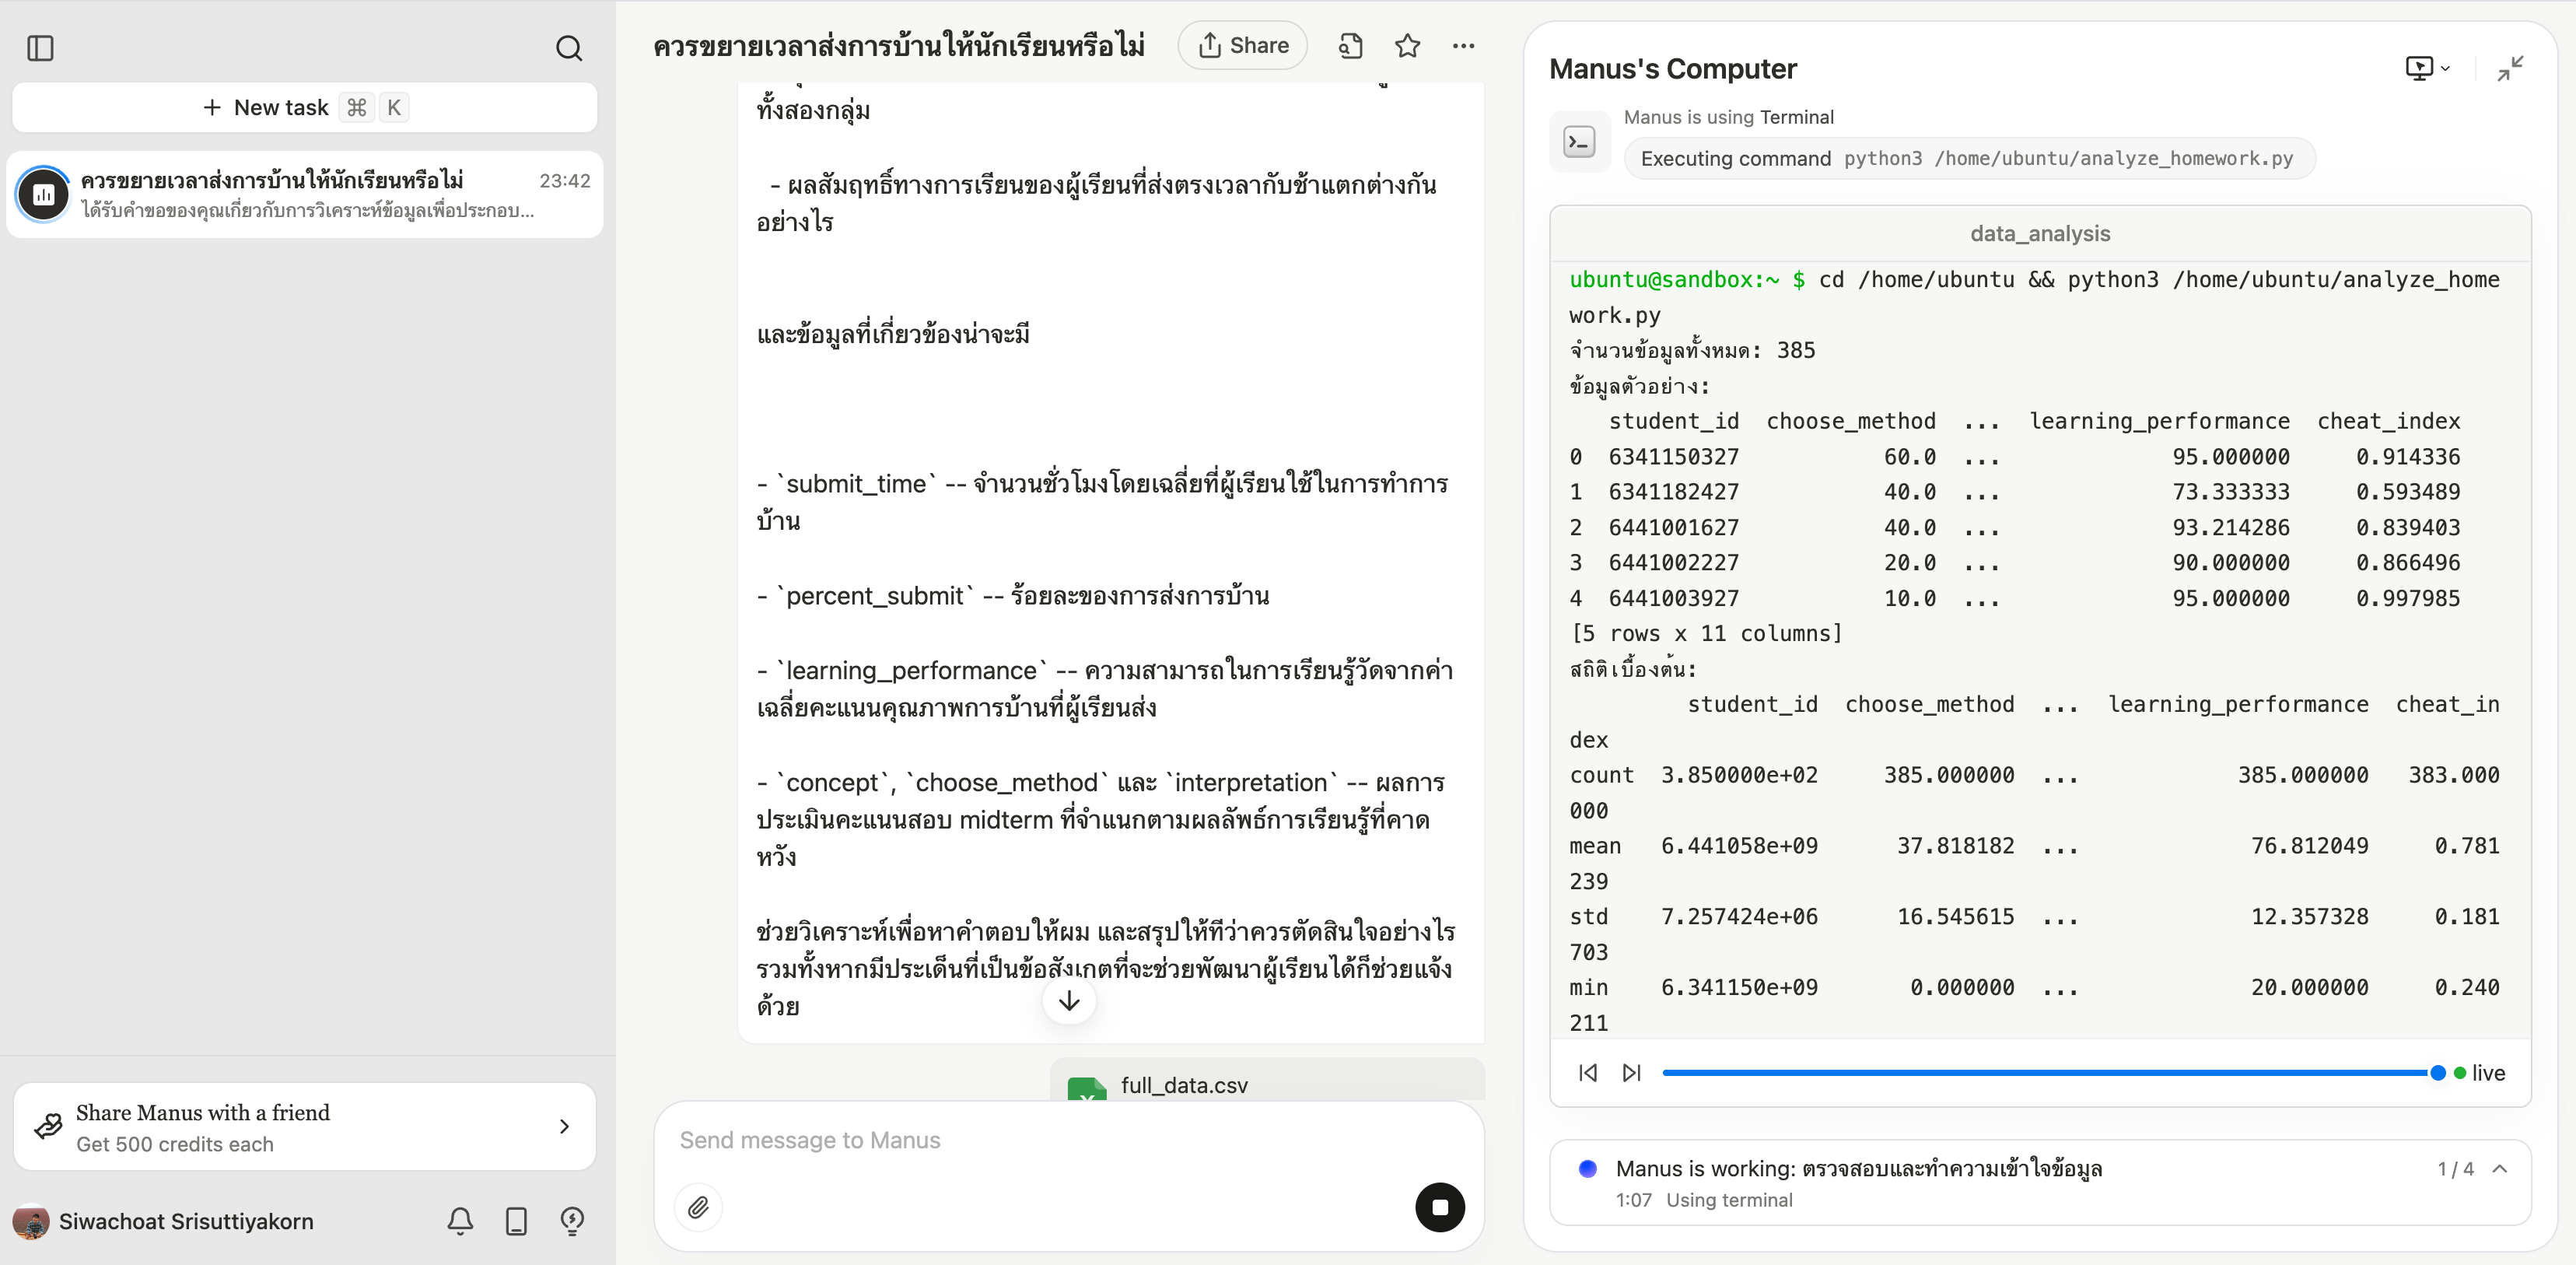 New task ⌘ K
ควรขยายเวลาส่งการบ้านให้นักเรียนหรือไม่ 23:42
ได้รับคำขอของคุณเกี่ยวกับการวิเคราะห์ข้อมูลเพื่อประกอบ...
Share Manus with a friend
Get 500 credits each
Siwachoat Srisuttiyakorn
ควรขยายเวลาส่งการบ้านให้นักเรียนหรือไม่
Share
ทั้งสองกลุ่ม
- ผลสัมฤทธิ์ทางการเรียนของผู้เรียนที่ส่งตรงเวลากับช้าแตกต่างกัน
อย่างไร
และข้อมูลที่เกี่ยวข้องน่าจะมี
- `submit_time` -- จำนวนชั่วโมงโดยเฉลี่ยที่ผู้เรียนใช้ในการทำการ
บ้าน
- `percent_submit` -- ร้อยละของการส่งการบ้าน
- `learning_performance` -- ความสามารถในการเรียนรู้วัดจากค่า
เฉลี่ยคะแนนคุณภาพการบ้านที่ผู้เรียนส่ง
- `concept`, `choose_method` และ `interpretation` -- ผลการ
ประเมินคะแนนสอบ midterm ที่จำแนกตามผลลัพธ์การเรียนรู้ที่คาด
หวัง
ช่วยวิเคราะห์เพื่อหาคำตอบให้ผม และสรุปให้ทีว่าควรตัดสินใจอย่างไร
รวมทั้งหากมีประเด็นที่เป็นข้อสังเกตที่จะช่วยพัฒนาผู้เรียนได้ก็ช่วยแจ้ง
ด้วย
full_data.csv
Send message to Manus
Manus's Computer
Manus is using Terminal
Executing command python3 /home/ubuntu/analyze_homework.py
data_analysis
ubuntu@sandbox:~ $ cd /home/ubuntu && python3 /home/ubuntu/analyze_home
work.py
จำนวนข้อมูลทั้งหมด: 385
ข้อมูลตัวอย่าง:
student_id choose_method ... learning_performance cheat_index
0 6341150327 60.0 ... 95.000000 0.914336
1 6341182427 40.0 ... 73.333333 0.593489
2 6441001627 40.0 ... 93.214286 0.839403
3 6441002227 20.0 ... 90.000000 0.866496
4 6441003927 10.0 ... 95.000000 0.997985
[5 rows x 11 columns]
สถิติเบื้องต้น:
student_id choose_method ... learning_performance cheat_in
dex
count 3.850000e+02 385.000000 ... 385.000000 383.000
000
mean 6.441058e+09 37.818182 ... 76.812049 0.781
239
std 7.257424e+06 16.545615 ... 12.357328 0.181
703
min 6.341150e+09 0.000000 ... 20.000000 0.240
211
live
Manus is working: ตรวจสอบและทำความเข้าใจข้อมูล 1 / 4
1:07 Using terminal